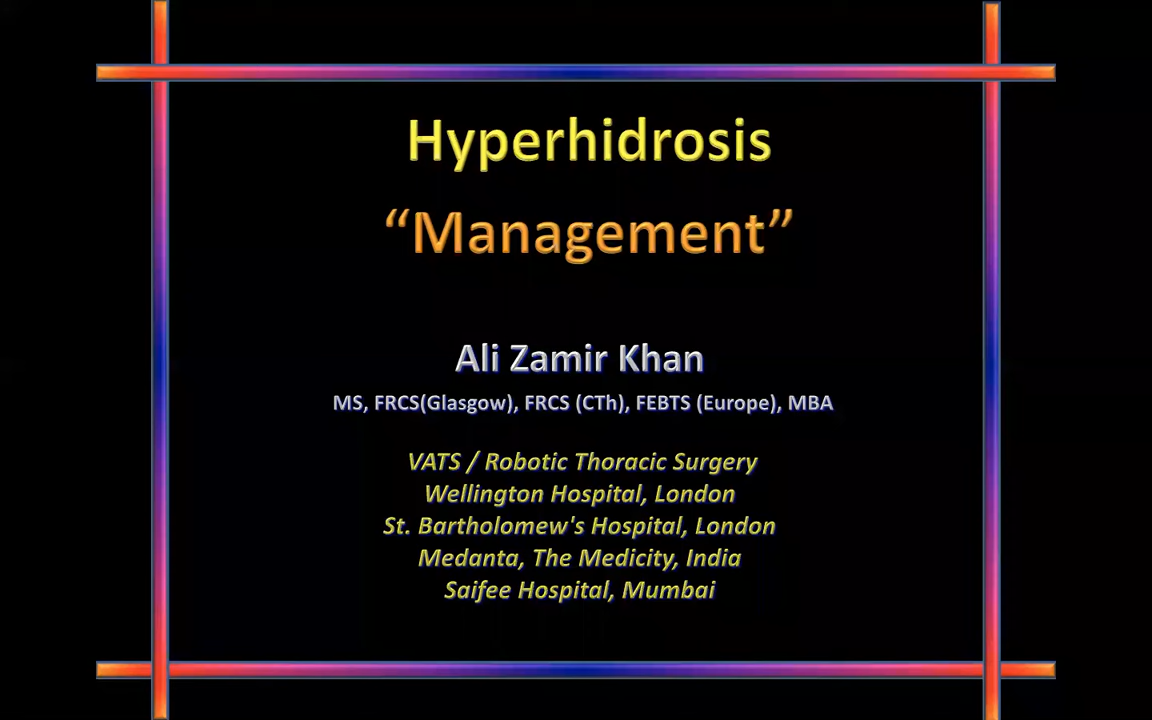 Hyperhidrosis
“Management”
Ali Zamir Khan
MS, FRCS(Glasgow), FRCS (CTh), FEBTS (Europe), MBA
VATS / Robotic Thoracic Surgery
Wellington Hospital, London
St. Bartholomew's Hospital, London
Medanta, The Medicity, India
Saifee Hospital, Mumbai